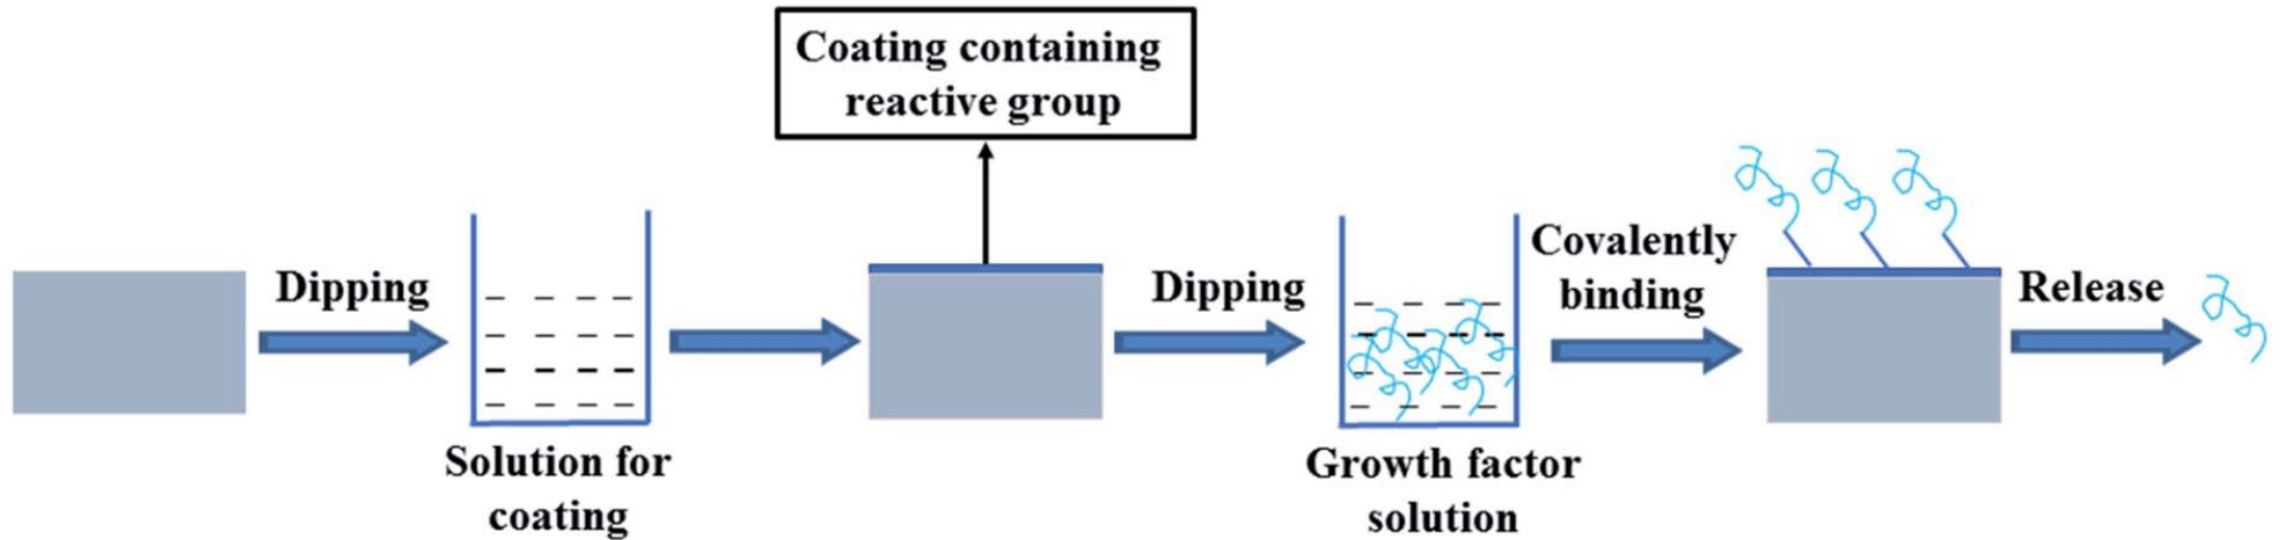 Coating containing
reactive group
Dipping
Solution for
coating
Dipping
Growth factor
solution
Covalently
binding
Release